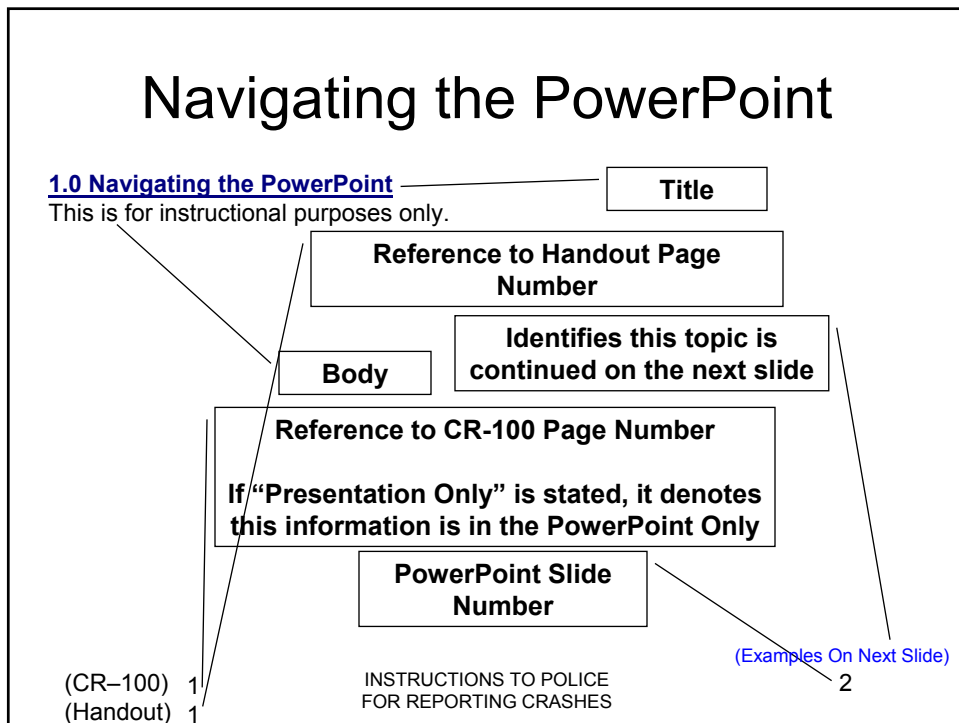 Navigating the PowerPoint
1.0 Navigating the PowerPoint
Title
This is for instructional purposes only.
Reference to Handout Page
Number
Identifies this topic is
continued on the next slide
Body
Reference to CR-100 Page Number
If “Presentation Only” is stated, it denotes
this information is in the PowerPoint Only
PowerPoint Slide
Number
(Examples On Next Slide)
(CR–100) 1
(Handout) 1
INSTRUCTIONS TO POLICE
FOR REPORTING CRASHES
2